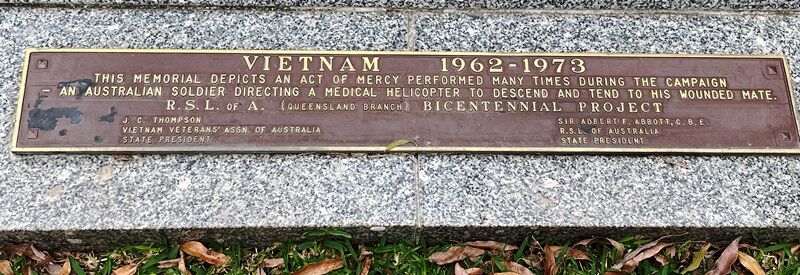 VIETNAM 1962-1973
THIS MEMORIAL DEPICTS AN ACT OF MERCY PERFORMED MANY TIMES DURING THE CAMPAIGN
- AN AUSTRALIAN SOLDIER DIRECTING A MEDICAL HELICOPTER TO DESCEND AND TEND TO HIS WOUNDED MATE.
R.S.L. OF A. (QUEENSLAND BRANCH) BICENTENNIAL PROJECT
J. C. THOMPSON
VIETNAM VETERANS' ASSN. OF AUSTRALIA
STATE PRESIDENT
SIR ALBERT F. ABBOTT, C.B.E.
R.S.L. OF AUSTRALIA
STATE PRESIDENT